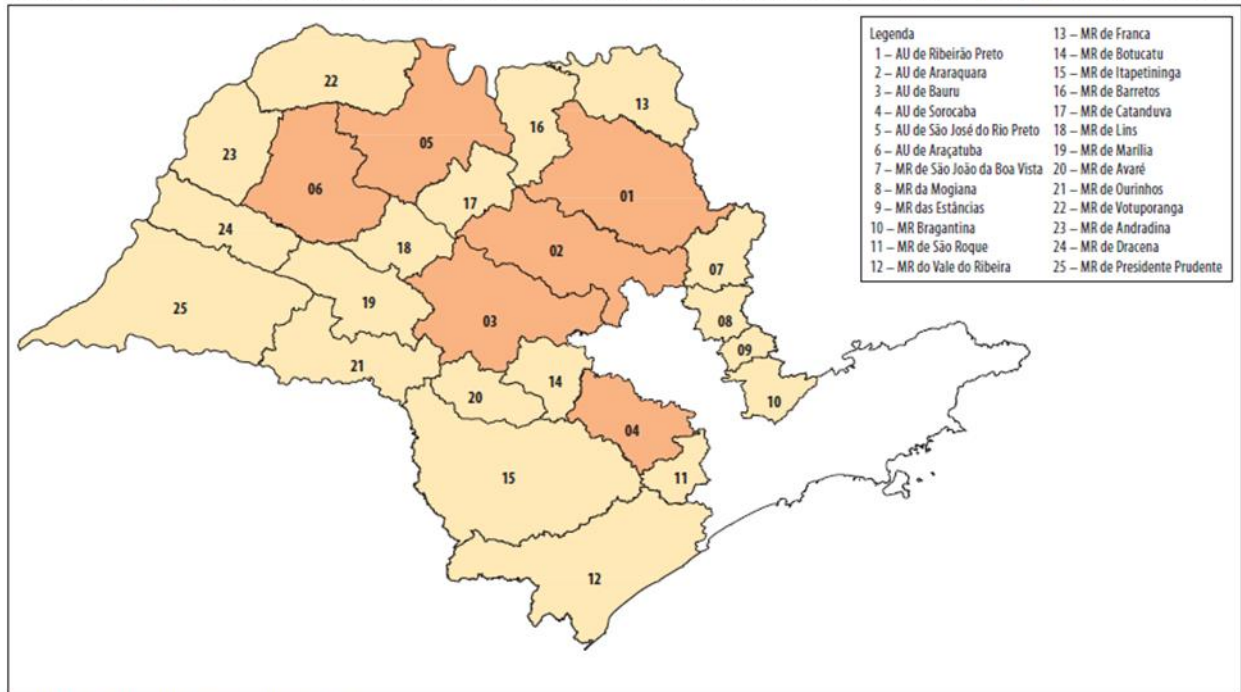 Legenda
1 – AU de Ribeirão Preto
2 – AU de Araraquara
3 – AU de Bauru
4 – AU de Sorocaba
5 – AU de São José do Rio Preto
6 – AU de Araçatuba
7 – MR de São João da Boa Vista
8 – MR da Mogiana
9 – MR das Estâncias
10 – MR Bragantina
11 – MR de São Roque
12 – MR do Vale do Ribeira
13 – MR de Franca
14 – MR de Botucatu
15 – MR de Itapetininga
16 – MR de Barretos
17 – MR de Catanduva
18 – MR de Lins
19 – MR de Marília
20 – MR de Avaré
21 – MR de Ourinhos
22 – MR de Votuporanga
23 – MR de Andradina
24 – MR de Dracena
25 – MR de Presidente Prudente
22
13
16
05
23
06
01
17
24
18
02
07
19
25
03
08
09
21
14
20
10
04
11
15
12